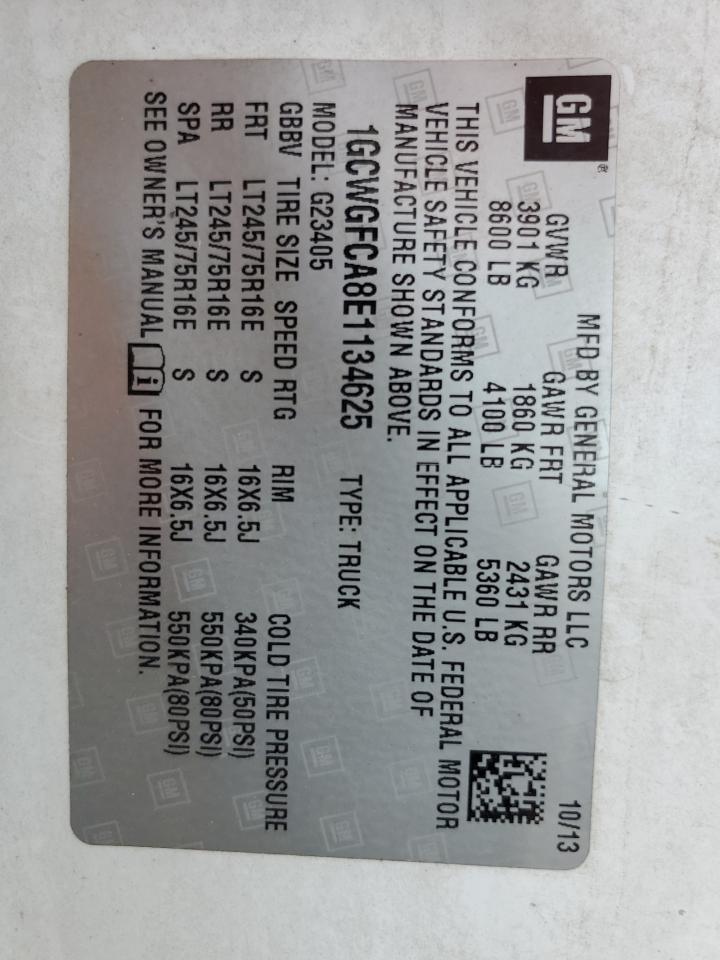 GM®
MFD BY GENERAL MOTORS LLC 10/13
GVWR GAWR FRT GAWR RR
3901 KG 1860 KG 2431 KG
8600 LB 4100 LB 5360 LB
THIS VEHICLE CONFORMS TO ALL APPLICABLE U.S. FEDERAL MOTOR
VEHICLE SAFETY STANDARDS IN EFFECT ON THE DATE OF
MANUFACTURE SHOWN ABOVE.
1GCWGFCA8E1134625 TYPE: TRUCK
MODEL: G23405
GBBV TIRE SIZE SPEED RTG RIM COLD TIRE PRESSURE
FRT LT245/75R16E S 16X6.5J 340KPA(50PSI)
RR LT245/75R16E S 16X6.5J 550KPA(80PSI)
SPA LT245/75R16E S 16X6.5J 550KPA(80PSI)
SEE OWNER'S MANUAL i FOR MORE INFORMATION.